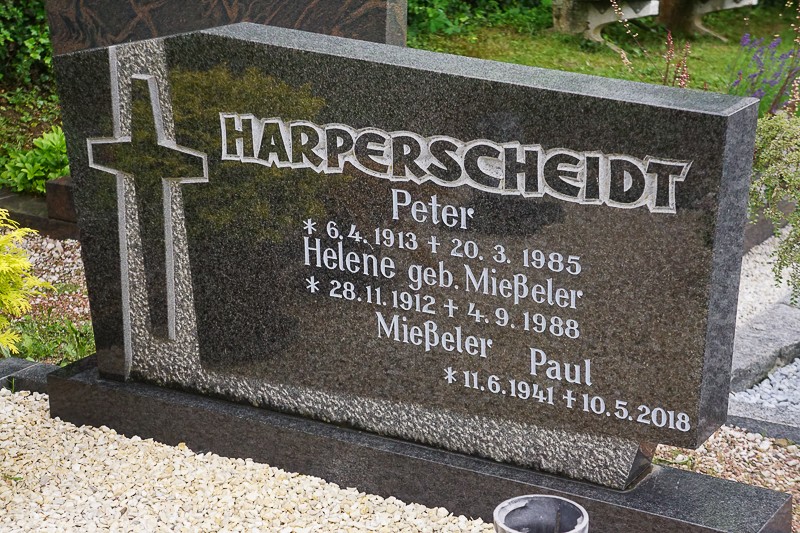 HARPERSCHEIDT
Peter
* 6. 4. 1913 + 20. 3. 1985
Helene geb. Mießeler
* 28. 11. 1912 + 4. 9. 1988
Mießeler Paul
* 11. 6. 1941 + 10. 5. 2018